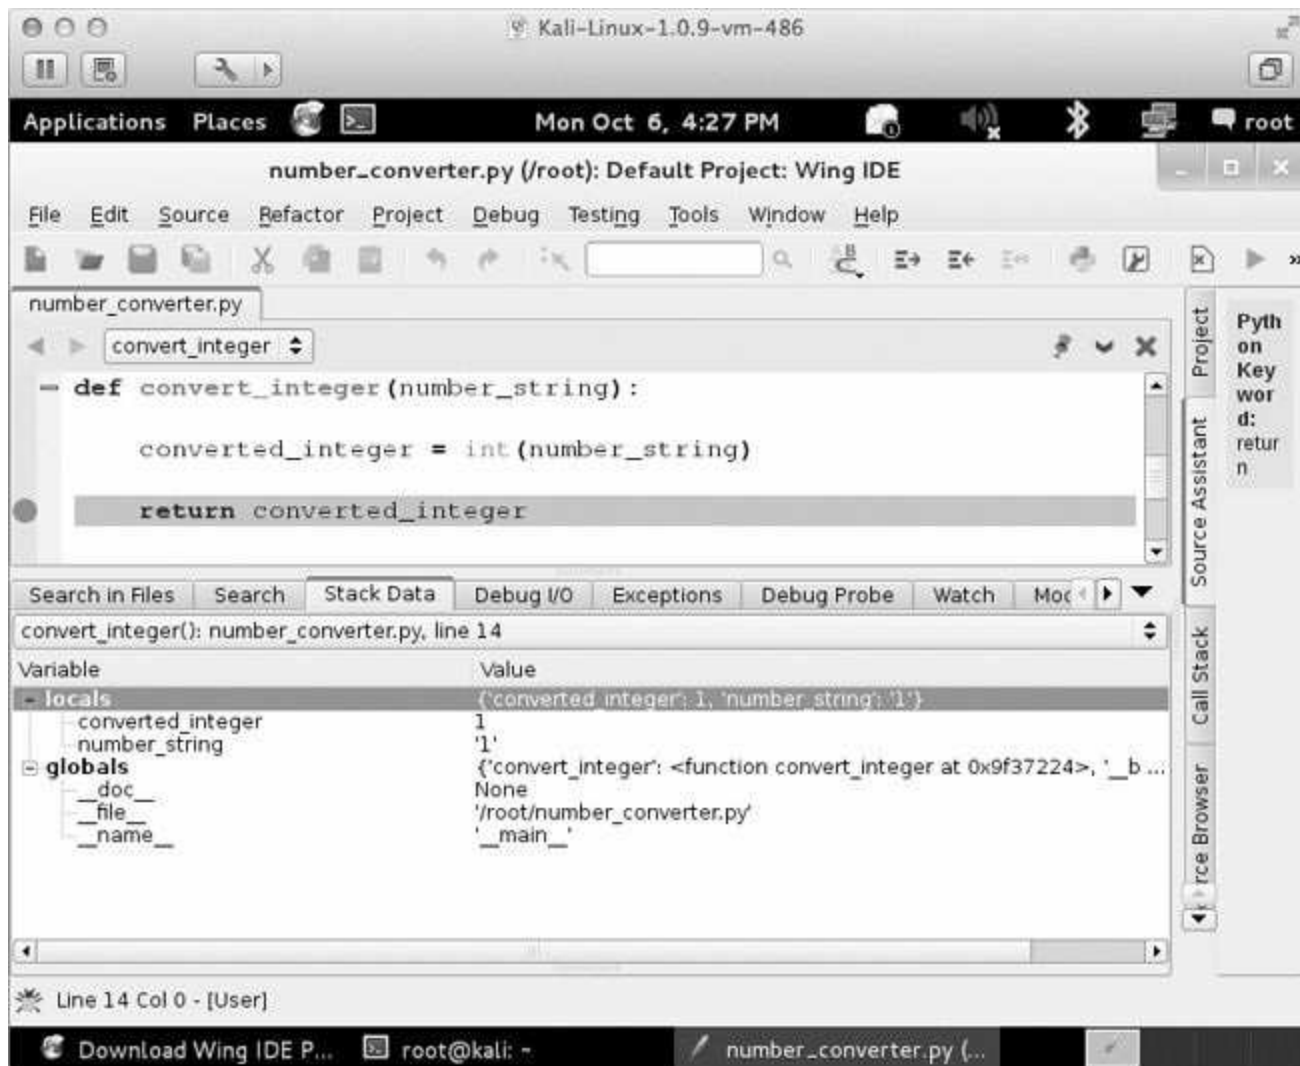 Kali-Linux-1.0.9-vm-486
Applications Places Mon Oct 6, 4:27 PM root
number_converter.py (/root): Default Project: Wing IDE
File Edit Source Refactor Project Debug Testing Tools Window Help
number_converter.py
convert_integer
def convert_integer(number_string):
converted_integer = int(number_string)
return converted_integer
Project
Source Assistant
Call Stack
rce Browser
Pyth
on
Key
wor
d:
retur
n
Search in Files Search Stack Data Debug I/O Exceptions Debug Probe Watch Moc
convert_integer(): number_converter.py, line 14
Variable Value
locals {'converted_integer': 1, 'number_string': '1'}
converted_integer 1
number_string '1'
globals {'convert_integer': <function convert_integer at 0x9f37224>, '__b ...
__doc__ None
__file__ '/root/number_converter.py'
__name__ '__main__'
Line 14 Col 0 - [User]
Download Wing IDE P... root@kali: ~ number_converter.py (...